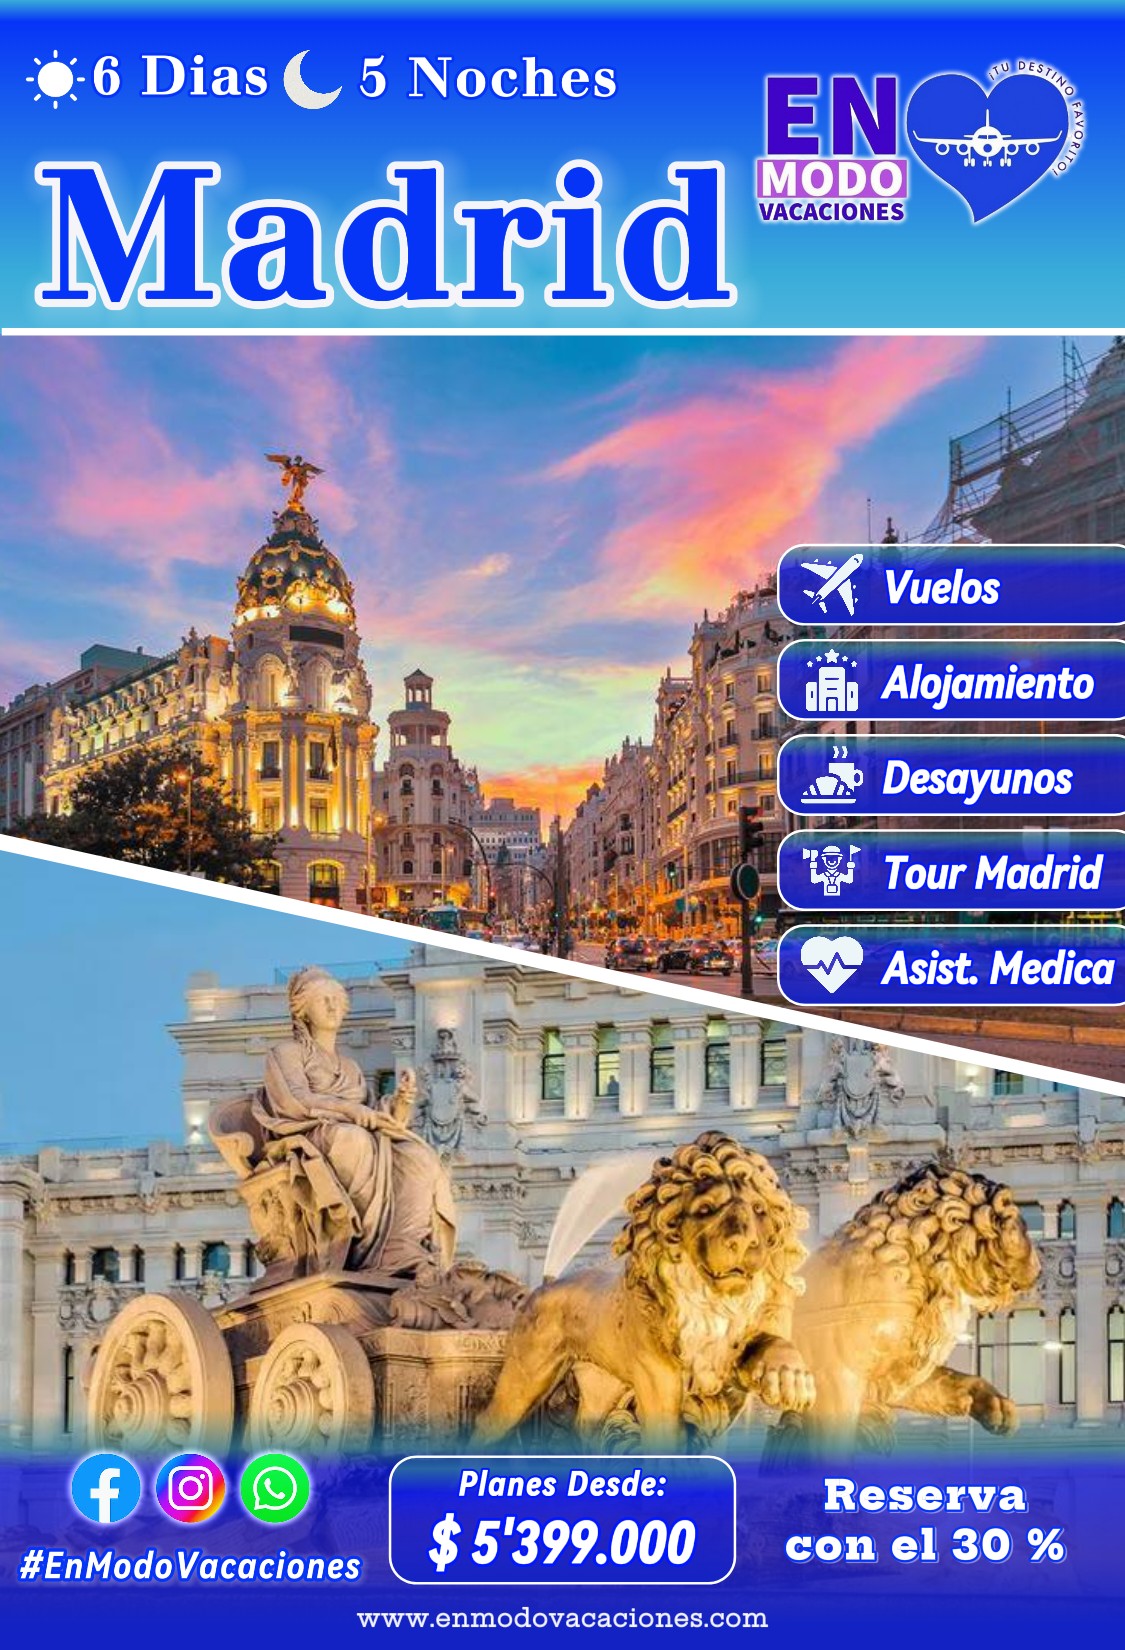 6 Dias 5 Noches
Madrid
EN
MODO
VACACIONES
¡TU DESTINO FAVORITO!
Vuelos
Alojamiento
Desayunos
Tour Madrid
Asist. Medica
#EnModoVacaciones
Planes Desde:
$ 5'399.000
Reserva
con el 30 %
www.enmodovacaciones.com